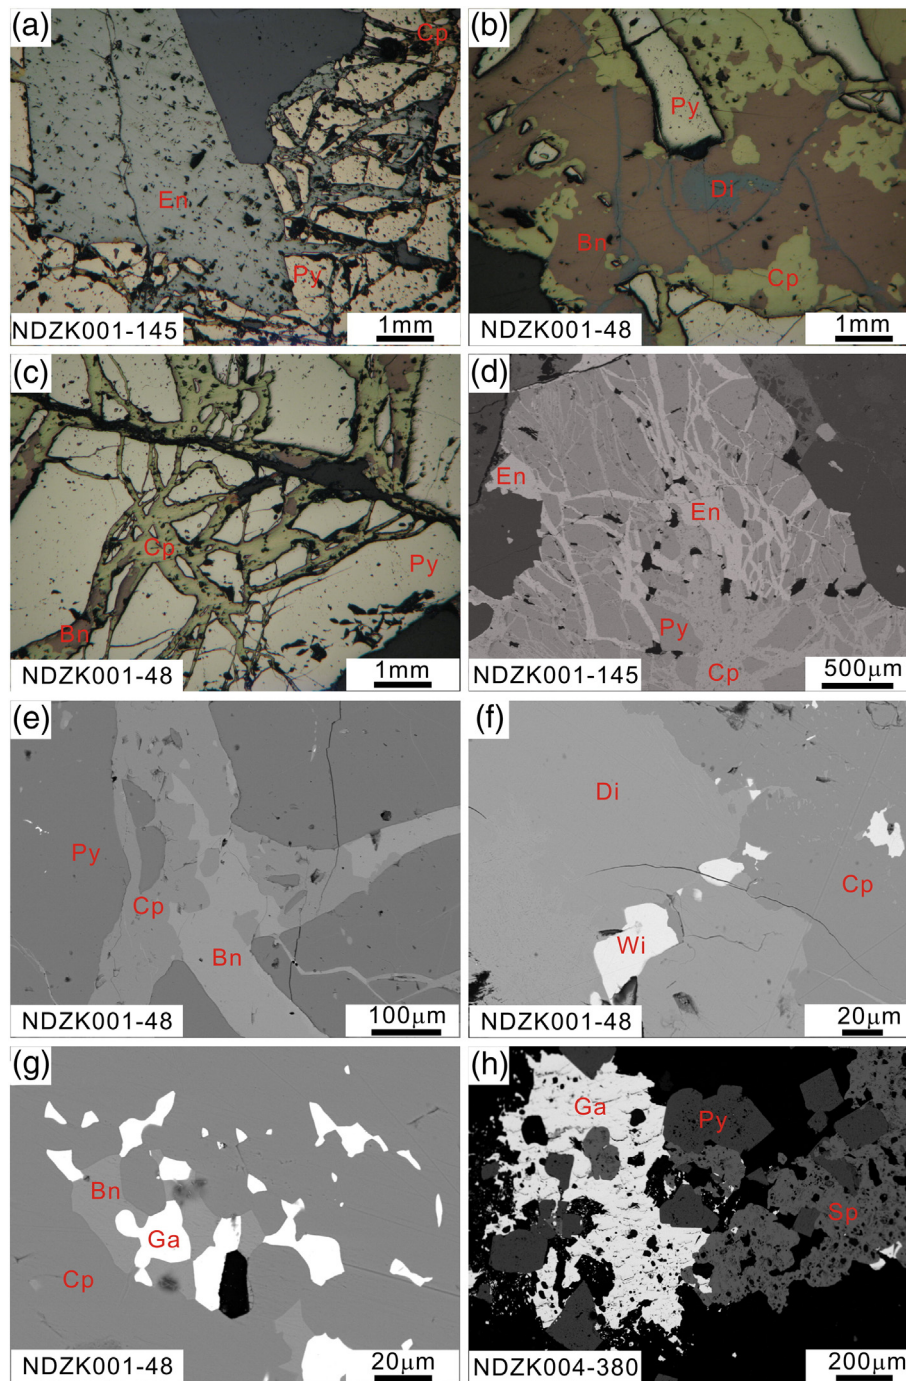 (a)
Cp
En
Py
NDZK001-145
1mm
(b)
Py
Di
Bn
Cp
NDZK001-48
1mm
(c)
Cp
Py
Bn
NDZK001-48
1mm
(d)
En
En
Py
Cp
NDZK001-145
500μm
(e)
Py
Cp
Bn
NDZK001-48
100μm
(f)
Di
Cp
Wi
NDZK001-48
20μm
(g)
Bn
Ga
Cp
NDZK001-48
20μm
(h)
Ga
Py
Sp
NDZK004-380
200μm